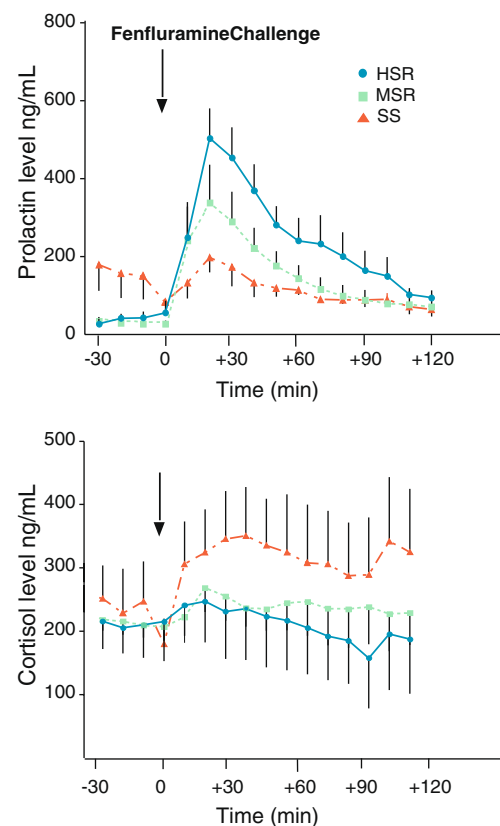 800
FenfluramineChallenge
HSR
MSR
SS
600
400
200
0
Prolactin level ng/mL
-30
0
+30
+60
+90
+120
Time (min)
500
400
300
200
100
Cortisol level ng/mL
-30
0
+30
+60
+90
+120
Time (min)